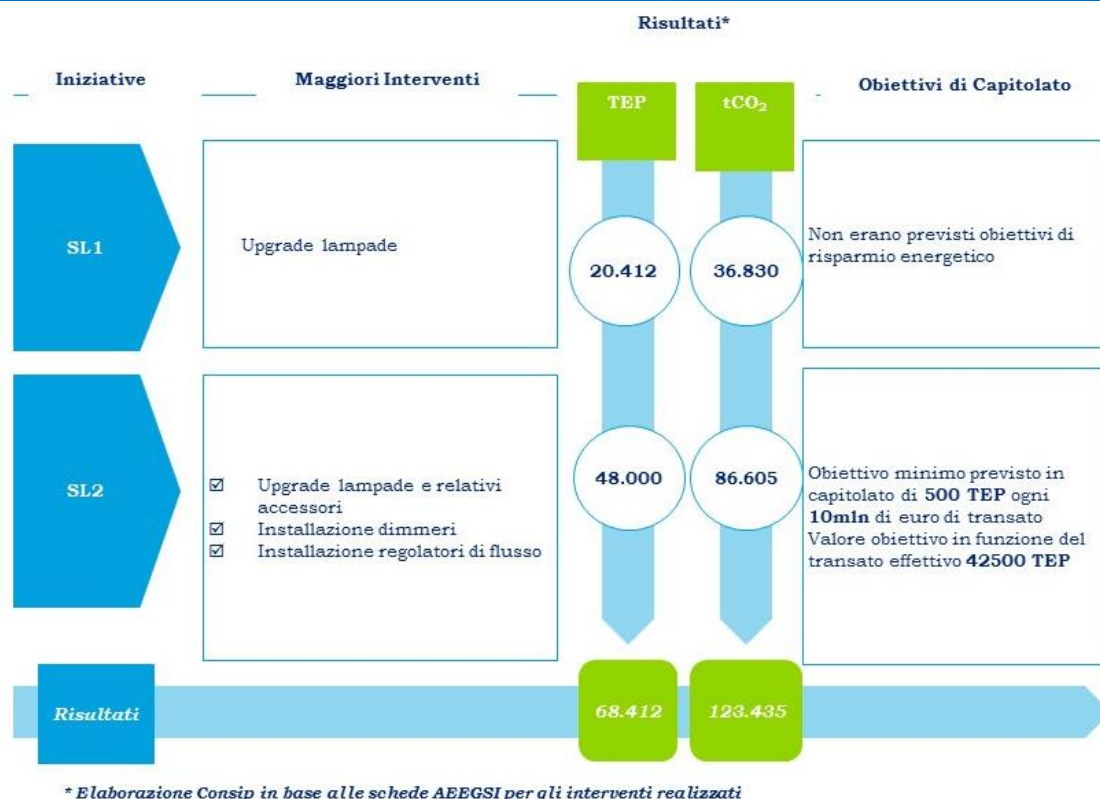 Risultati*
Iniziative
Maggiori Interventi
TEP
tCO₂
Obiettivi di Capitolato
SL1
Upgrade lampade
20.412
36.830
Non erano previsti obiettivi di
risparmio energetico
SL2
☑ Upgrade lampade e relativi
accessori
☑ Installazione dimmeri
☑ Installazione regolatori di flusso
48.000
86.605
Obiettivo minimo previsto in
capitolato di 500 TEP ogni
10mln di euro di transato
Valore obiettivo in funzione del
transato effettivo 42500 TEP
Risultati
68.412
123.435
* Elaborazione Consip in base alle schede AEEGSI per gli interventi realizzati